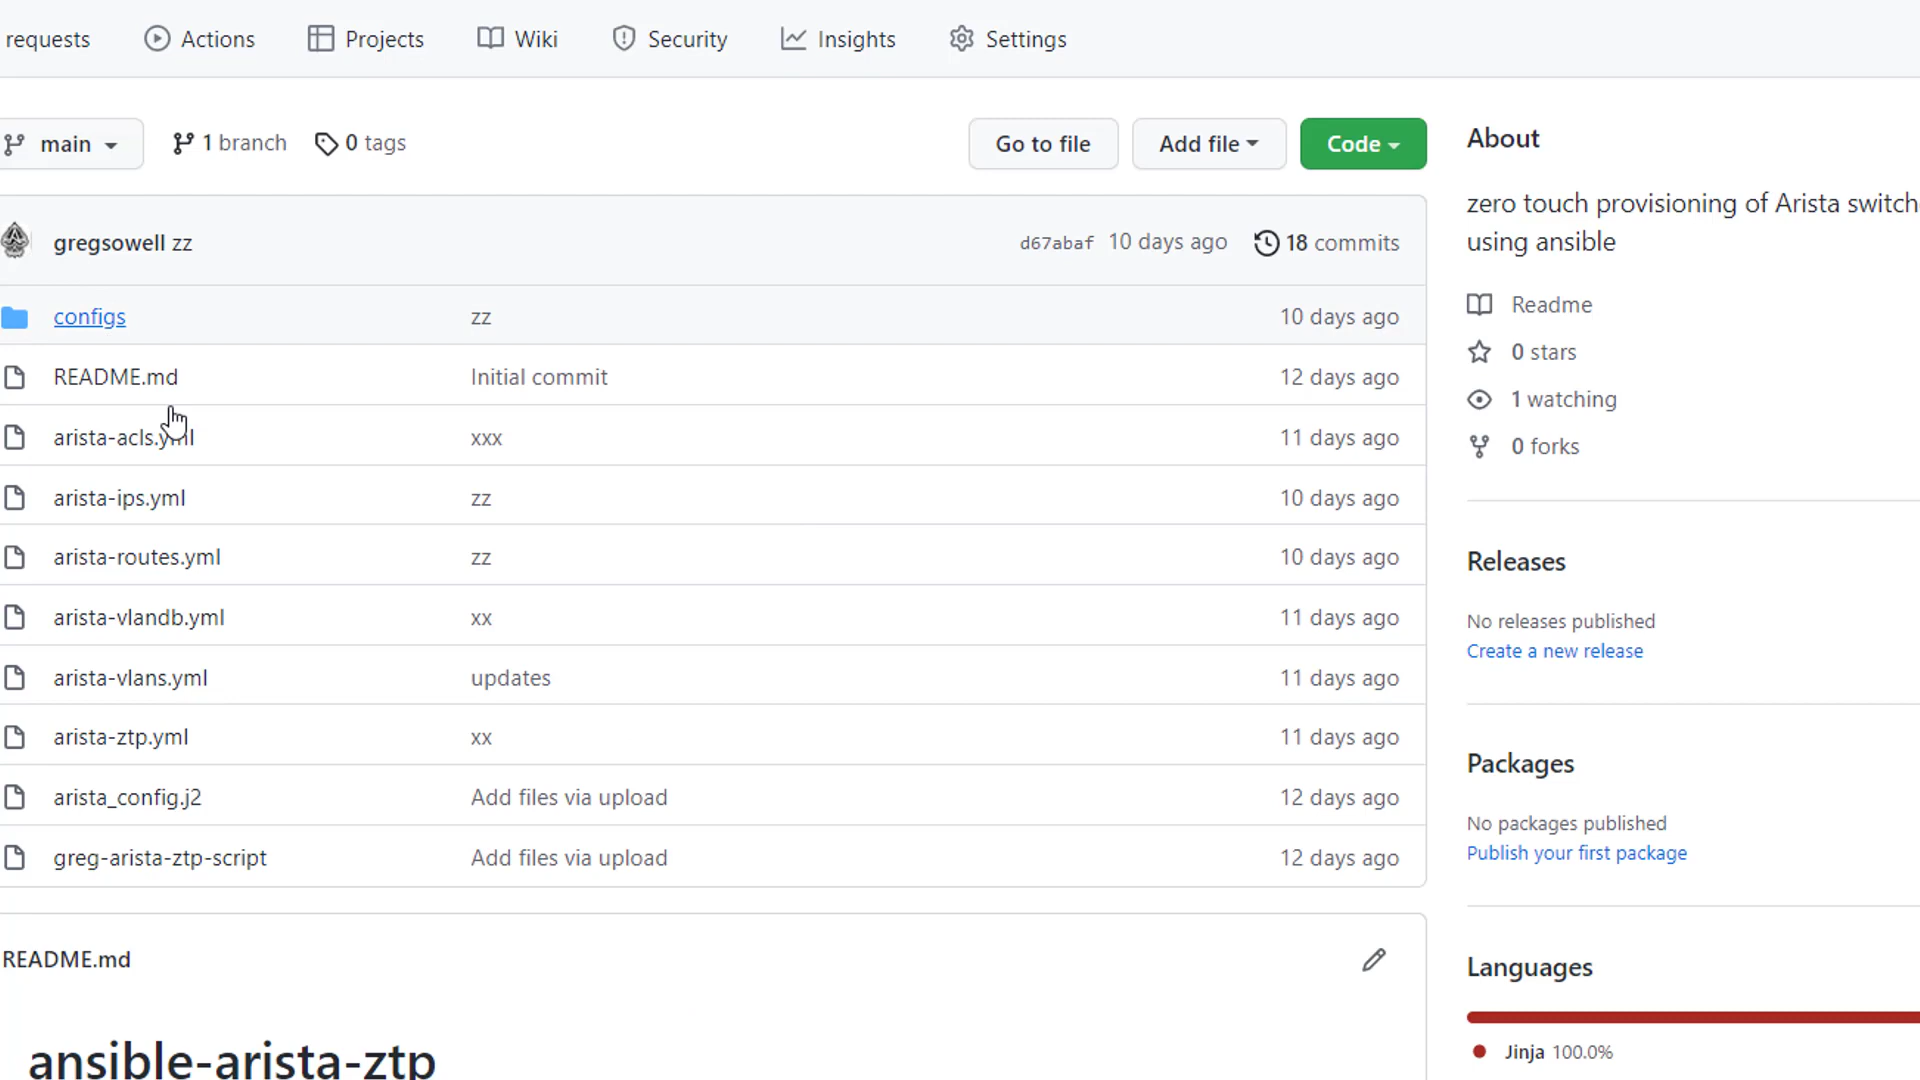 requests Actions Projects Wiki Security Insights Settings
main 1 branch 0 tags Go to file Add file Code
gregsowell zz d67abaf 10 days ago 18 commits
configs zz 10 days ago
README.md Initial commit 12 days ago
arista-acls.yml xxx 11 days ago
arista-ips.yml zz 10 days ago
arista-routes.yml zz 10 days ago
arista-vlandb.yml xx 11 days ago
arista-vlans.yml updates 11 days ago
arista-ztp.yml xx 11 days ago
arista_config.j2 Add files via upload 12 days ago
greg-arista-ztp-script Add files via upload 12 days ago
README.md
ansible-arista-ztp
About
zero touch provisioning of Arista switch
using ansible
Readme
0 stars
1 watching
0 forks
Releases
No releases published
Create a new release
Packages
No packages published
Publish your first package
Languages
Jinja 100.0%